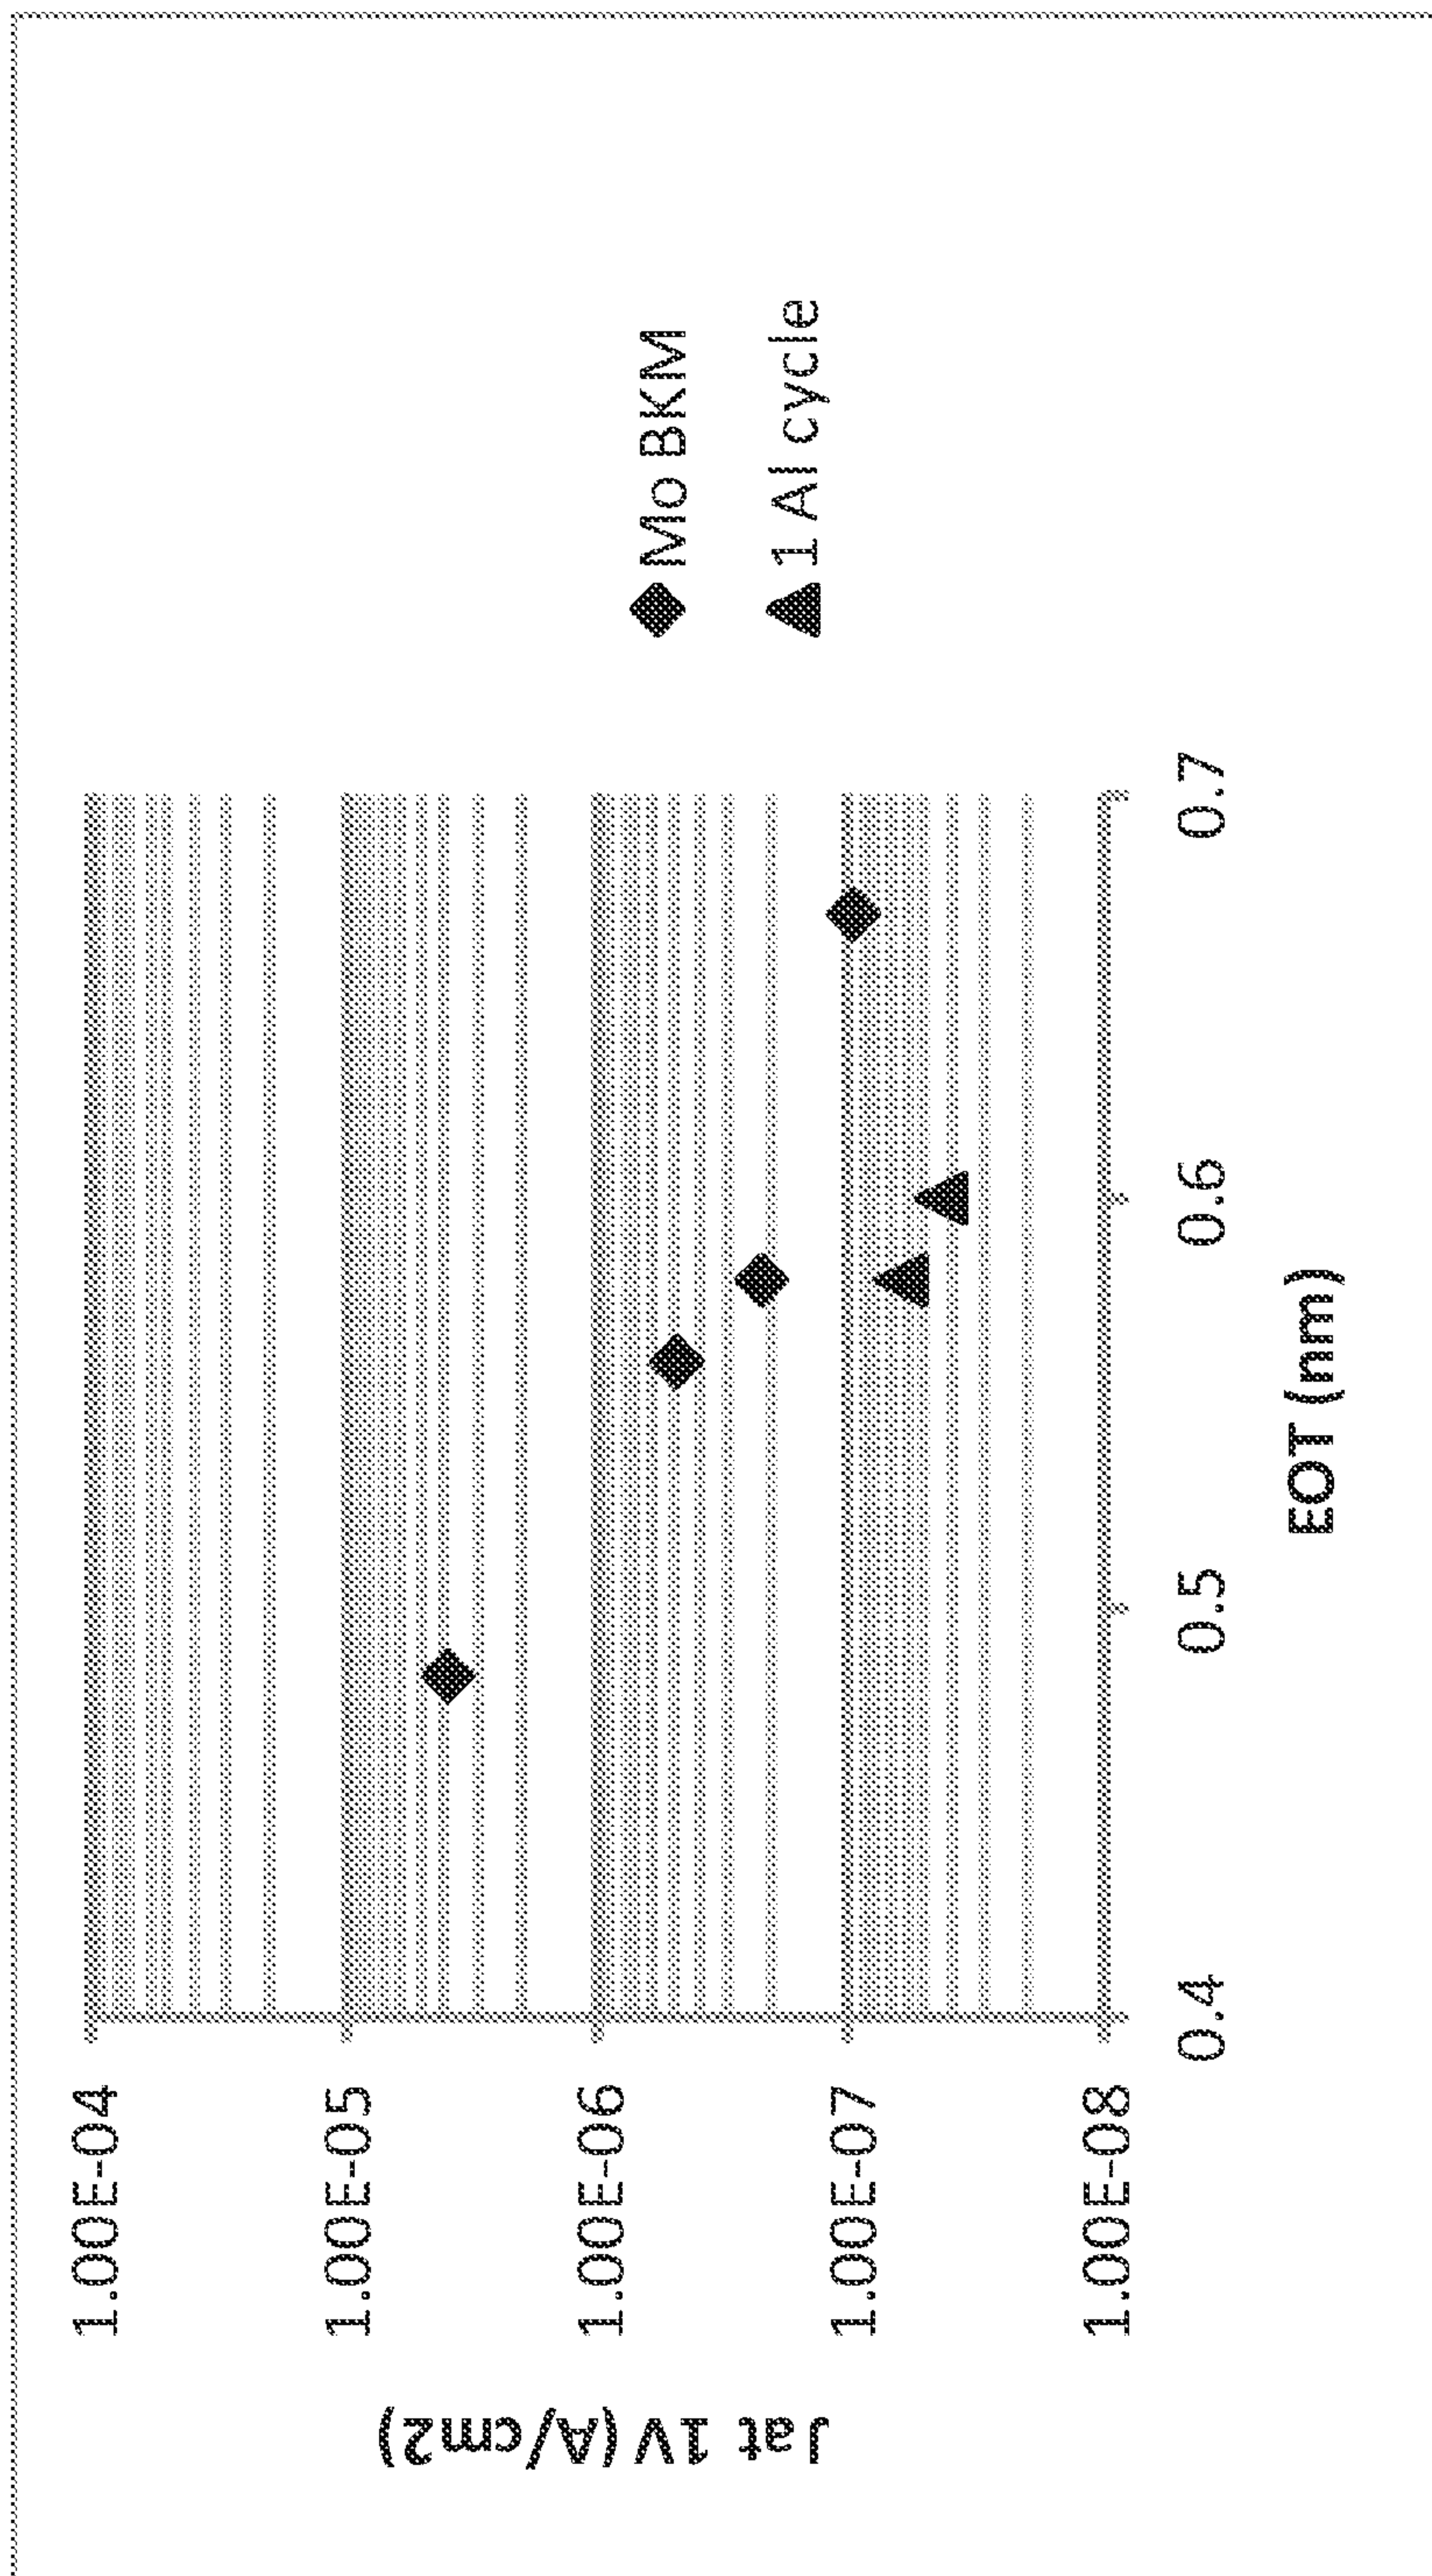 1.00E-04
1.00E-05
1.00E-06
1.00E-07
1.00E-08
J at 1V (A/cm2)
0.4
0.5
0.6
0.7
EOT (nm)
Mo BKM
1 Al cycle